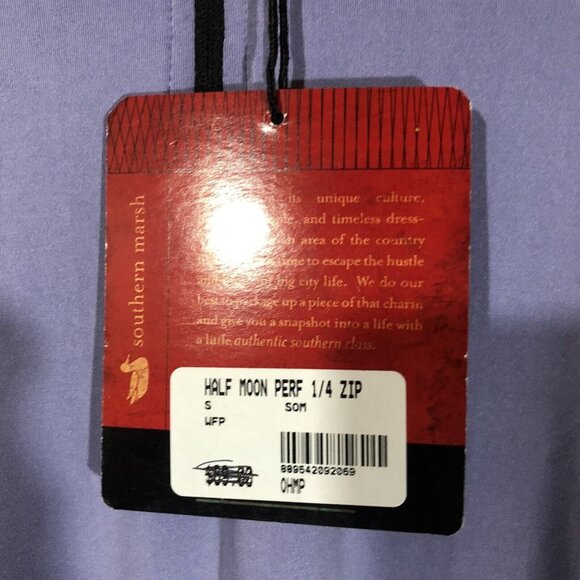 southern marsh
its unique culture,
and timeless dress-
an area of the country
time to escape the hustle
big city life. We do our
best to package up a piece of that charm
and give you a snapshot into a life with
a little authentic southern class.
HALF MOON PERF 1/4 ZIP
S SOM
WFP
889542092069
OHMP